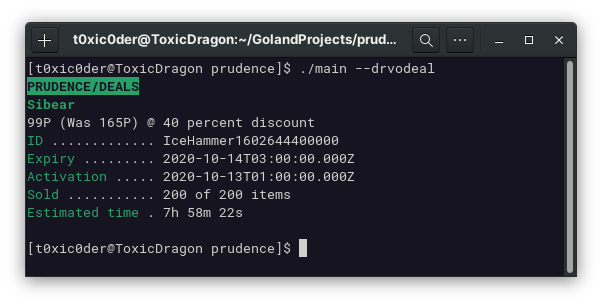 t0xic0der@ToxicDragon:~/GolandProjects/prud...
[t0xic0der@ToxicDragon prudence]$ ./main --drvodeal
PRUDENCE/DEALS
Sibear
99P (Was 165P) @ 40 percent discount
ID ............. IceHammer1602644400000
Expiry ......... 2020-10-14T03:00:00.000Z
Activation ..... 2020-10-13T01:00:00.000Z
Sold ........... 200 of 200 items
Estimated time . 7h 58m 22s
[t0xic0der@ToxicDragon prudence]$